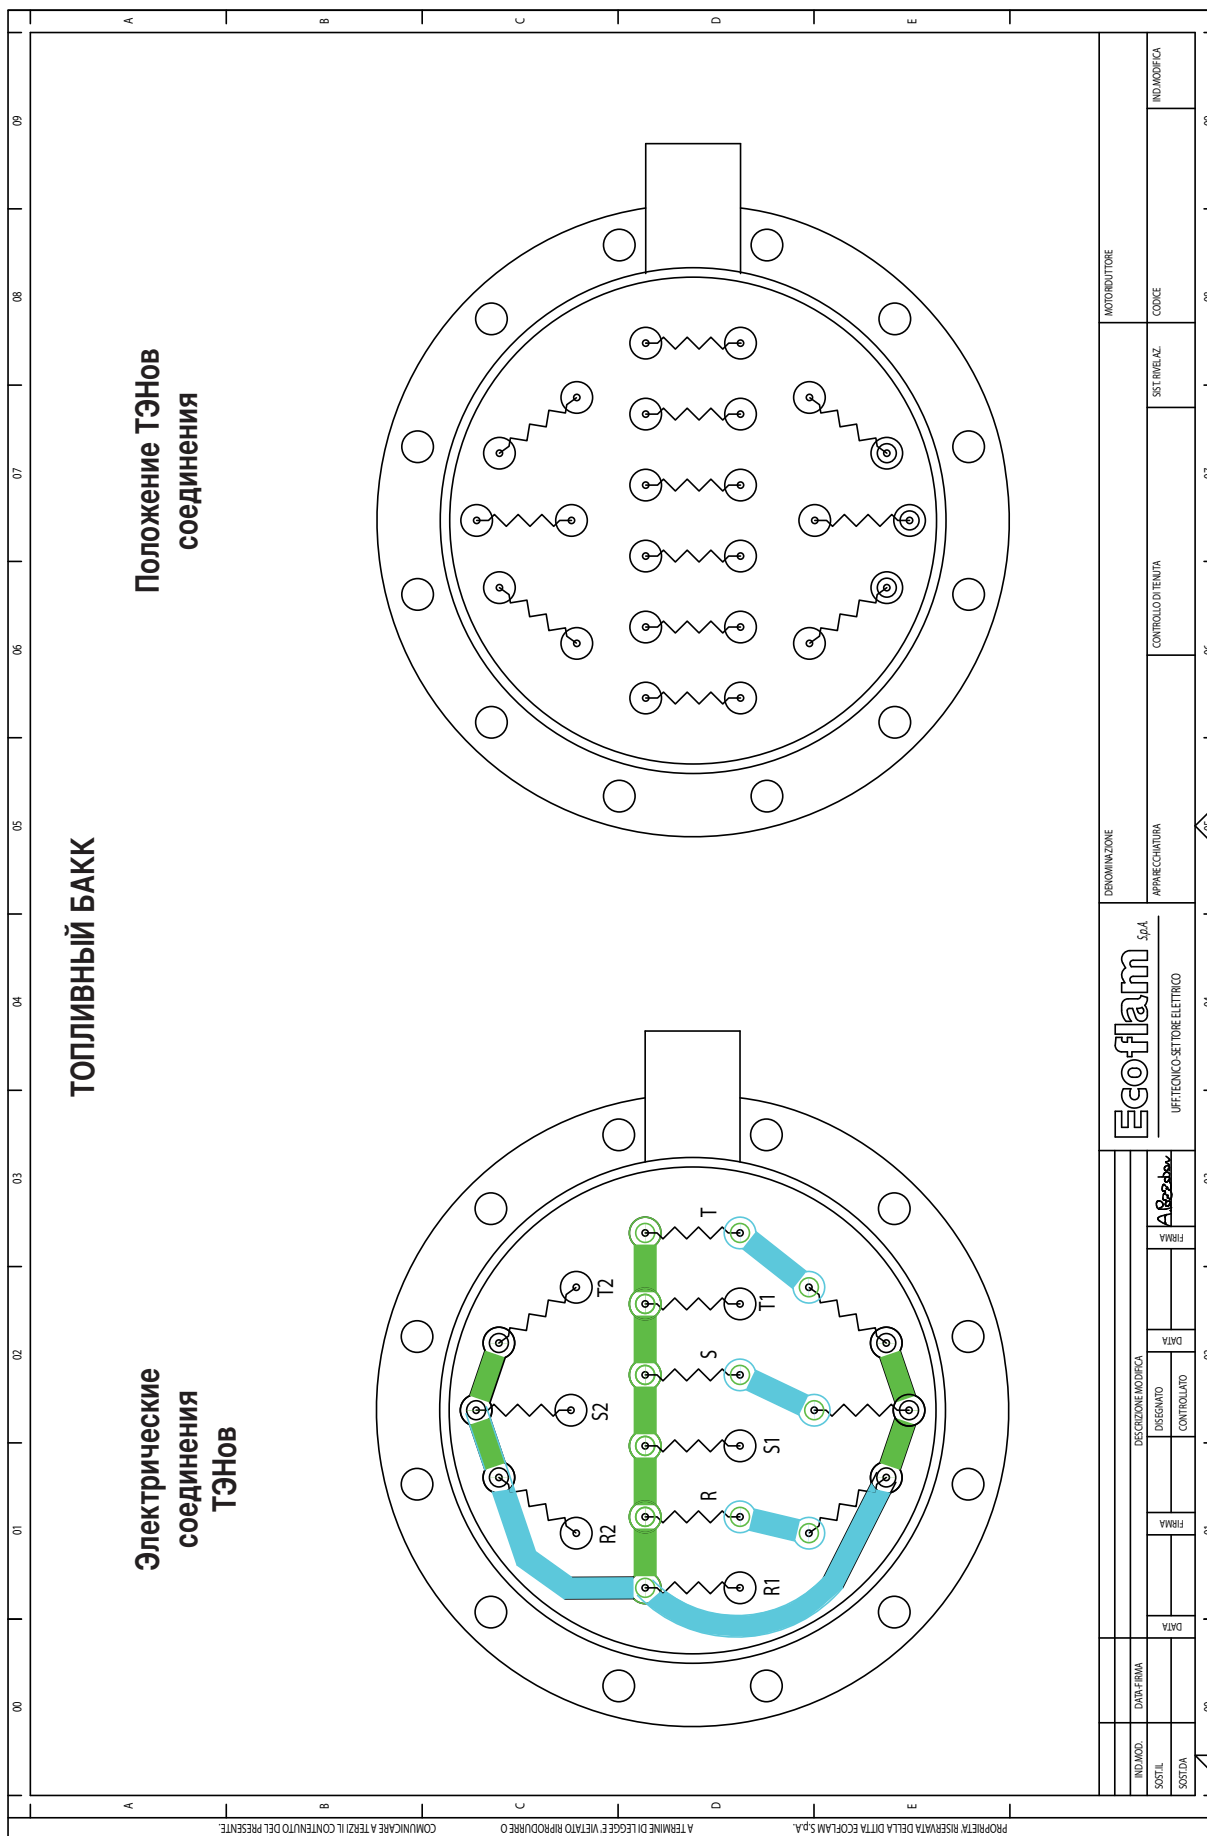 ТОПЛИВНЫЙ БАКК
Электрические
соединения
ТЭНов
Положение ТЭНов
соединения
00
01
02
03
04
05
06
07
08
09
A
B
C
D
E
A
B
C
D
E
R2
S2
T2
R1
R
S1
S
T1
T
COMUNICARE A TERZI IL CONTENUTO DEL PRESENTE
A TERMINE DI LEGGE E' VIETATO RIPRODURRE O
PROPRIETA' RISERVATA DELLA DITTA ECOFLAM S.p.A.
IND.MOD.
DATA-FIRMA
DESCRIZIONE MODIFICA
SOST.IL
SOST.DA
DATA
FIRMA
DISEGNATO
CONTROLLATO
DATA
FIRMA
Ecoflam S.p.A.
UFF.TECNICO-SETTORE ELETTRICO
DENOMINAZIONE
MOTORIDUTTORE
APPARECCHIATURA
CONTROLLO DI TENUTA
SIST. RIVELAZ.
CODICE
IND.MODIFICA